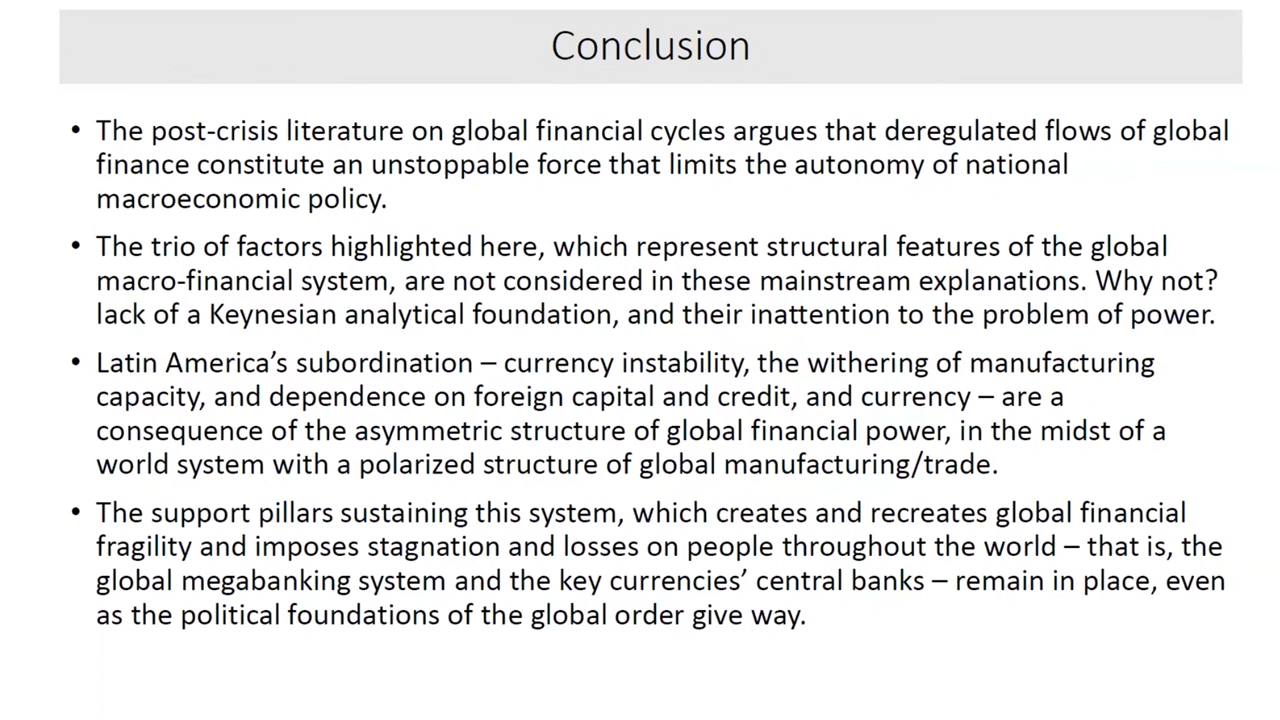 Conclusion
• The post-crisis literature on global financial cycles argues that deregulated flows of global
finance constitute an unstoppable force that limits the autonomy of national
macroeconomic policy.
• The trio of factors highlighted here, which represent structural features of the global
macro-financial system, are not considered in these mainstream explanations. Why not?
lack of a Keynesian analytical foundation, and their inattention to the problem of power.
• Latin America’s subordination – currency instability, the withering of manufacturing
capacity, and dependence on foreign capital and credit, and currency – are a
consequence of the asymmetric structure of global financial power, in the midst of a
world system with a polarized structure of global manufacturing/trade.
• The support pillars sustaining this system, which creates and recreates global financial
fragility and imposes stagnation and losses on people throughout the world – that is, the
global megabanking system and the key currencies’ central banks – remain in place, even
as the political foundations of the global order give way.